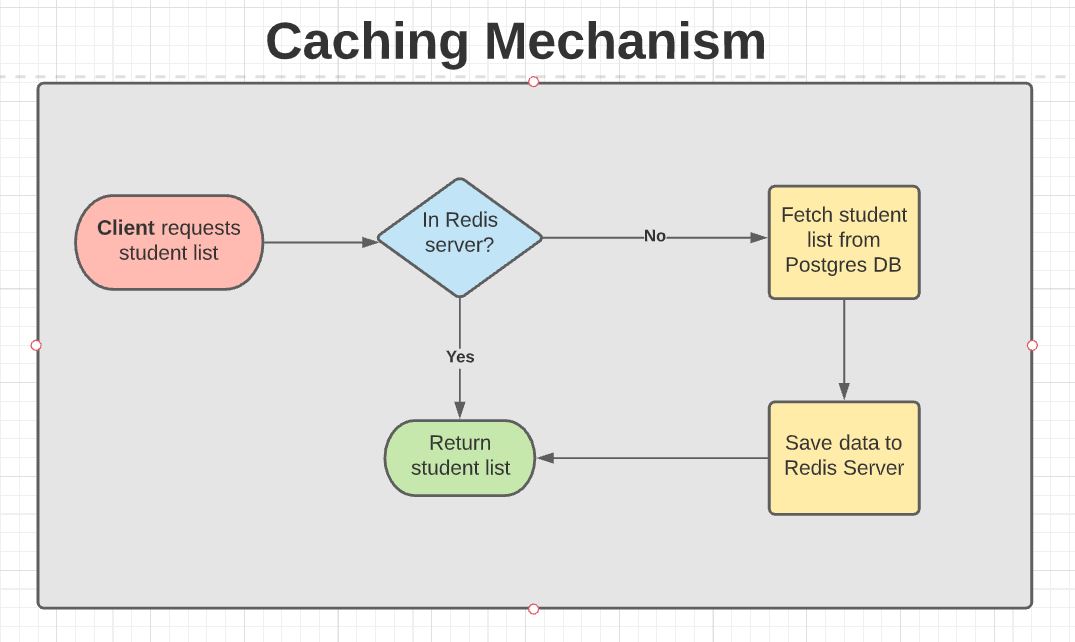 Caching Mechanism
Client requests
student list
In Redis
server?
No
Fetch student
list from
Postgres DB
Yes
Return
student list
Save data to
Redis Server